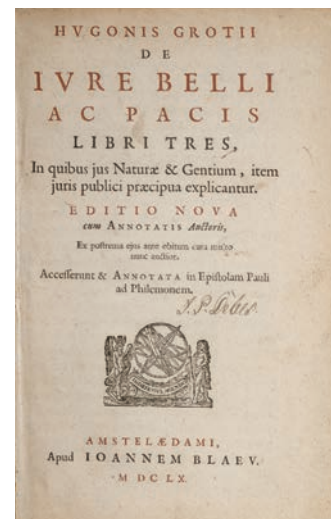 HVGONIS GROTII
DE
IVRE BELLI
AC PACIS
LIBRI TRES,
In quibus jus Naturæ & Gentium, item
juris publici præcipua explicantur.
EDITIO NOVA
cum ANNOTATIS Auctoris,
Ex postrema ejus ante obitum cura multo
nunc auctior.
Accesserunt & ANNOTATA in Epistolam Pauli
ad Philemonem.
J. P.
AMSTELÆDAMI,
Apud IOANNEM BLAEV.
M DC LX.